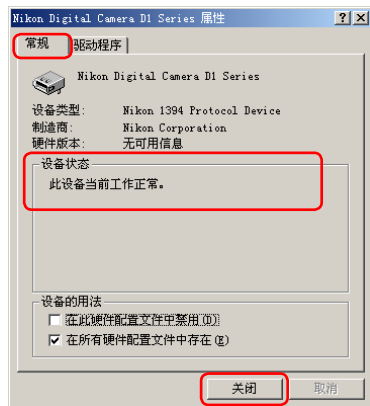 Nikon Digital Camera D1 Series 属性
常规 驱动程序
Nikon Digital Camera D1 Series
设备类型: Nikon 1394 Protocol Device
制造商: Nikon Corporation
硬件版本: 无可用信息
设备状态
此设备当前工作正常。
设备的用法
在此硬件配置文件中禁用(D)
在所有硬件配置文件中存在(E)
关闭 取消